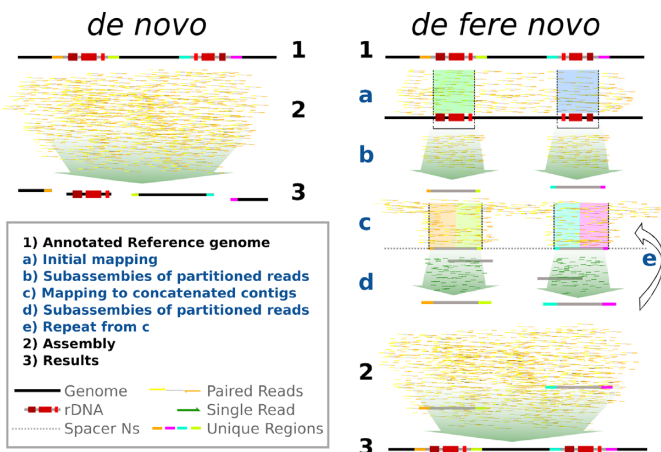 de novo
de fere novo
1
2
3
1
a
b
c
d
e
2
3
1) Annotated Reference genome
a) Initial mapping
b) Subassemblies of partitioned reads
c) Mapping to concatenated contigs
d) Subassemblies of partitioned reads
e) Repeat from c
2) Assembly
3) Results
Genome
Paired Reads
rDNA
Single Read
Spacer Ns
Unique Regions